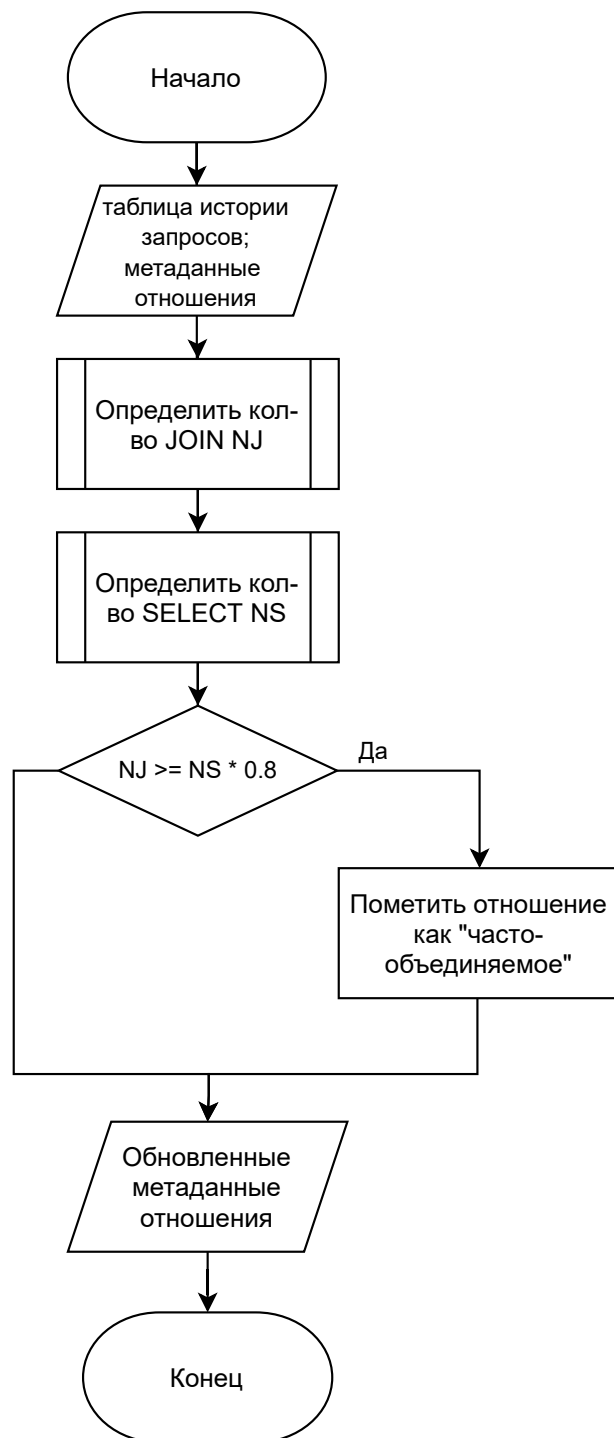 Начало
таблица истории
запросов;
метаданные
отношения
Определить кол-
во JOIN NJ
Определить кол-
во SELECT NS
NJ >= NS * 0.8
Да
Пометить отношение
как "часто-
объединяемое"
Обновленные
метаданные
отношения
Конец